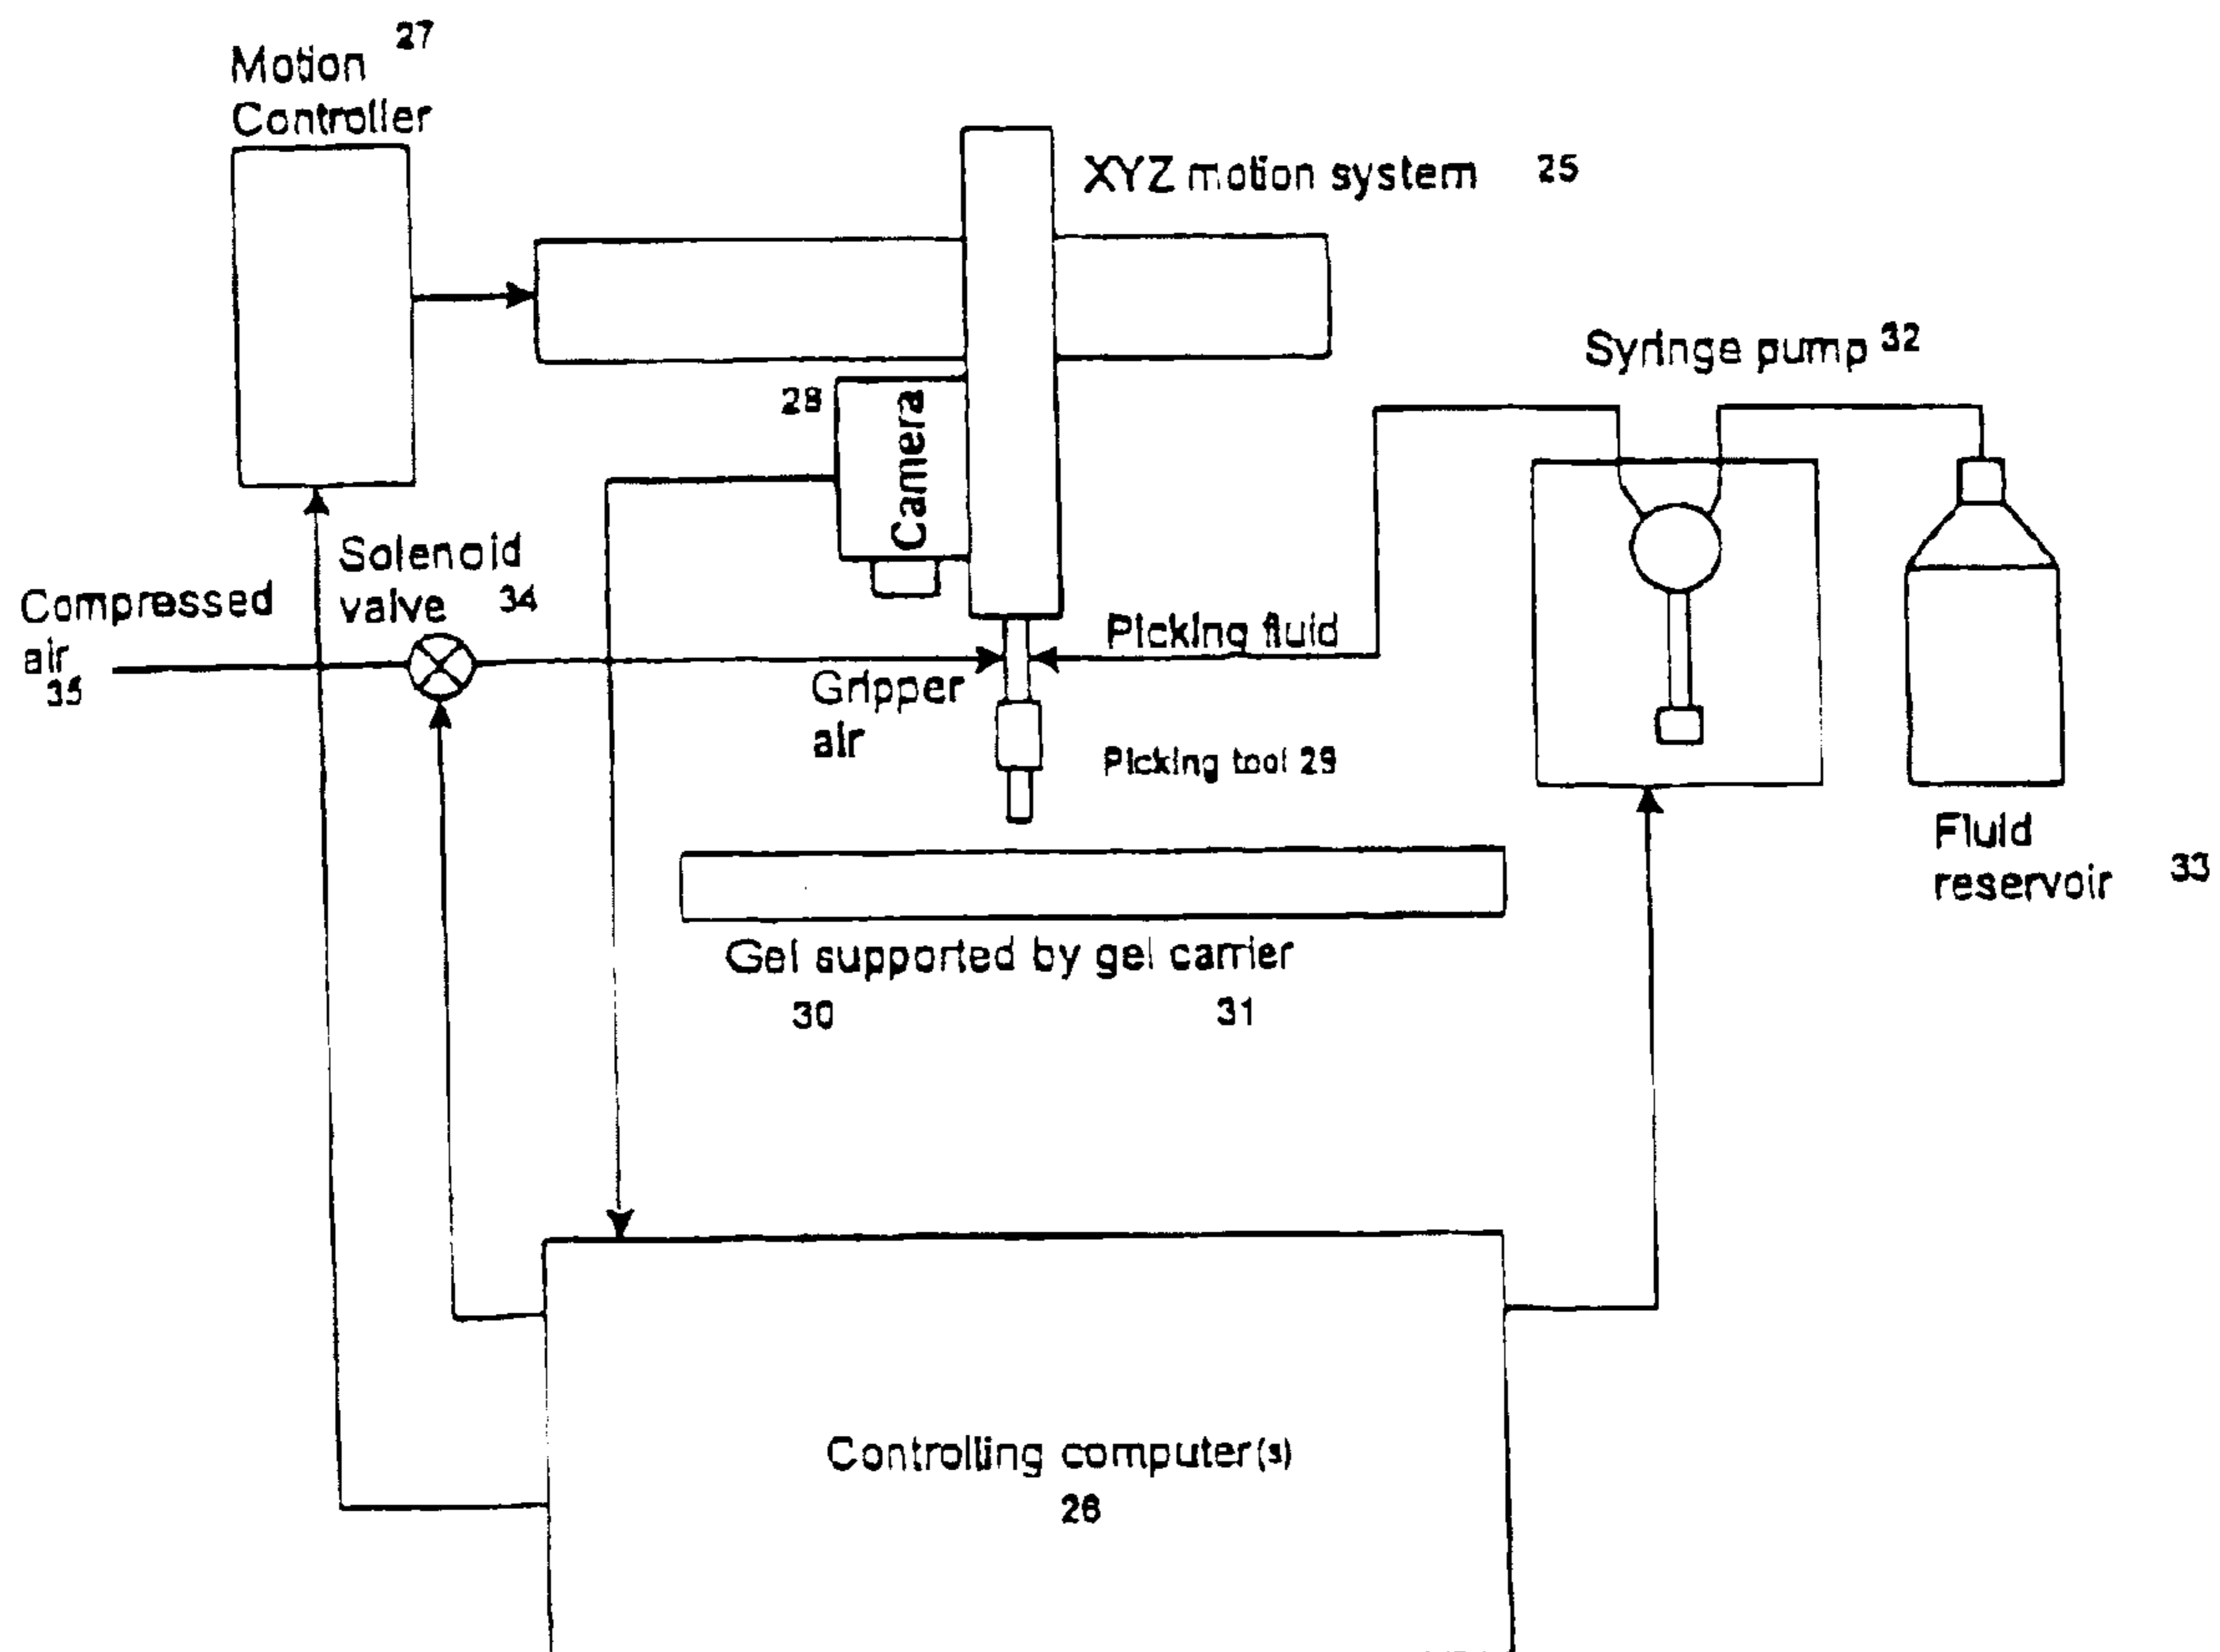 27
Motion
Controller
XYZ motion system 25
Syringe pump 32
28
Camera
Solenoid
valve 34
Compressed
air
35
Picking fluid
Gripper
air
Picking tool 29
Fluid
reservoir 33
Gel supported by gel carrier
30 31
Controlling computer(s)
26